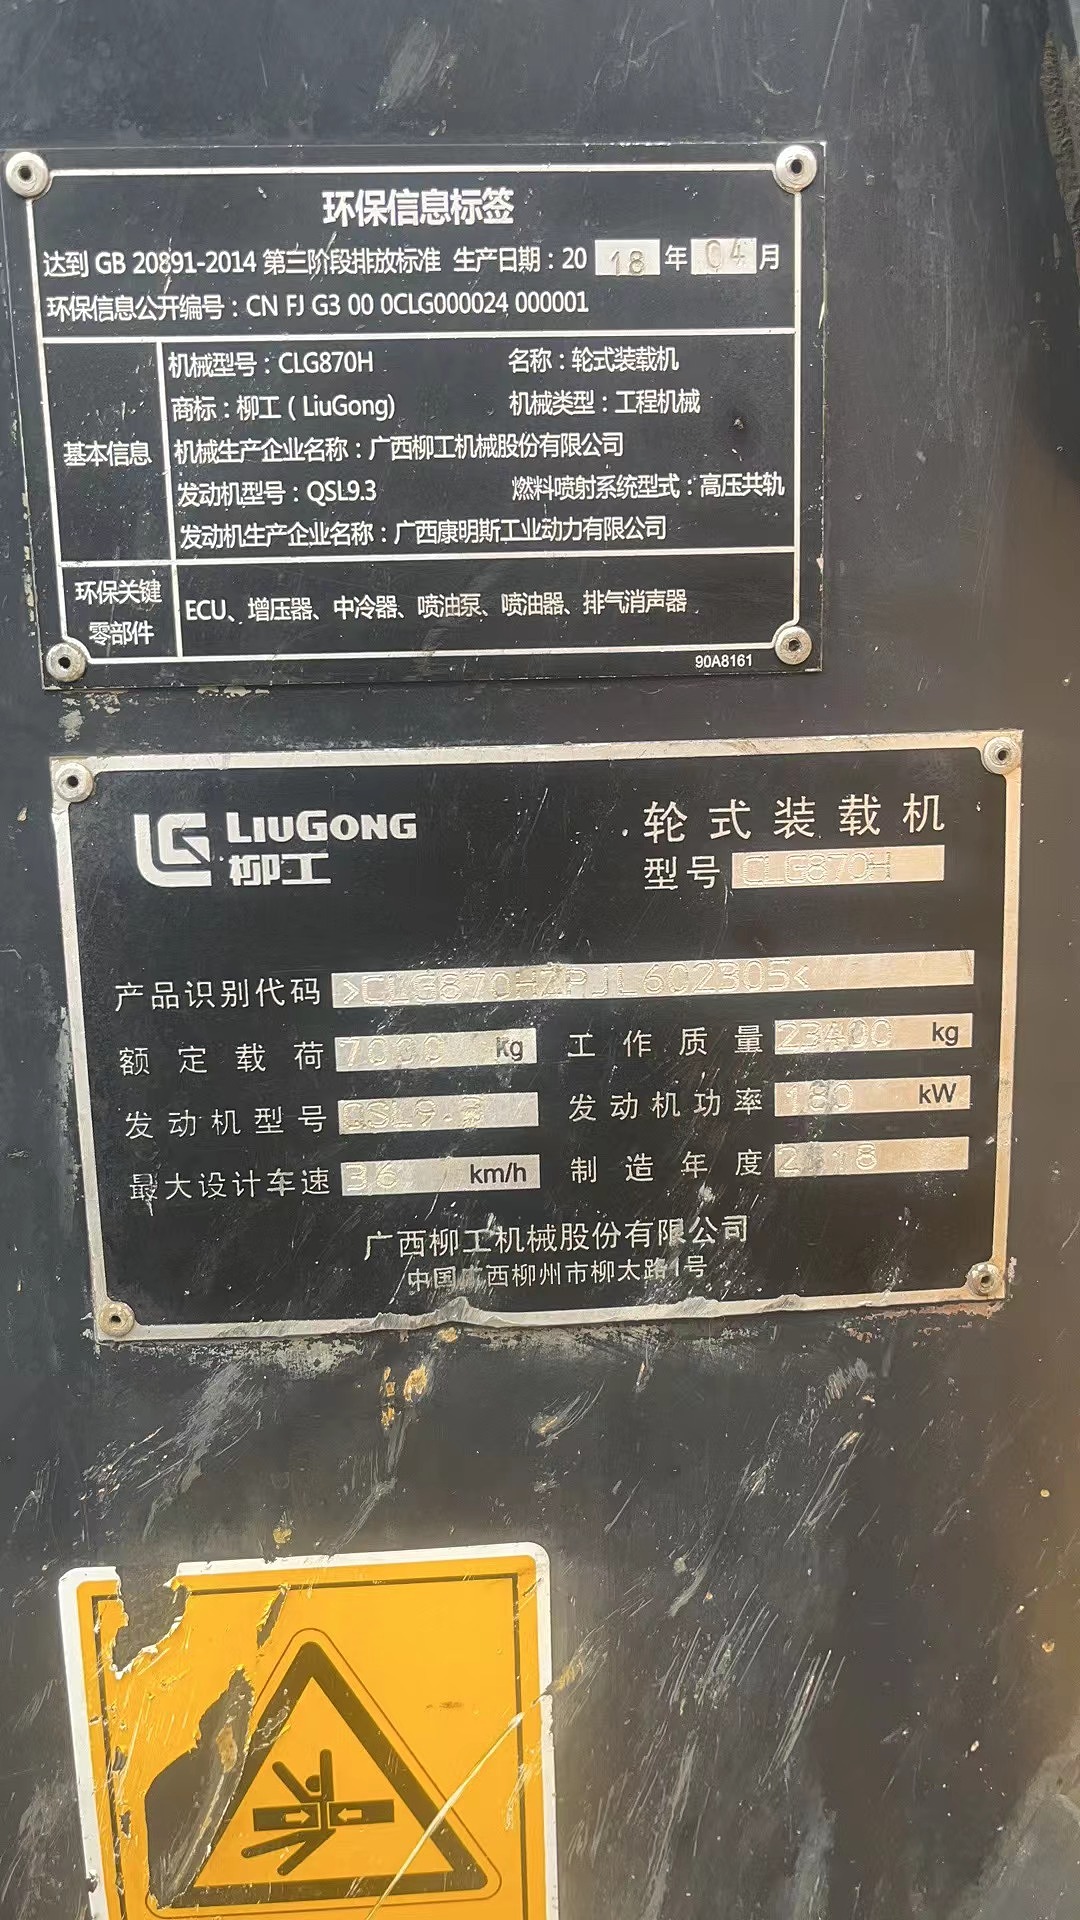 环保信息标签
达到 GB 20891-2014 第三阶段排放标准 生产日期：20 18 年 04 月
环保信息公开编号：CN FJ G3 00 0CLG000024 000001
基本信息
机械型号：CLG870H 名称：轮式装载机
商标：柳工（LiuGong) 机械类型：工程机械
机械生产企业名称：广西柳工机械股份有限公司
发动机型号：QSL9.3 燃料喷射系统型式：高压共轨
发动机生产企业名称：广西康明斯工业动力有限公司
环保关键零部件
ECU、增压器、中冷器、喷油泵、喷油器、排气消声器
90A8161
LIUGONG
柳工
轮式装载机
型号 CLG870H
产品识别代码 >CLG870HZPJL602305<
额定载荷 7000 kg 工作质量 23400 kg
发动机型号 QSL9.3 发动机功率 180 kW
最大设计车速 36 km/h 制造年度 2018
广西柳工机械股份有限公司
中国广西柳州市柳太路1号